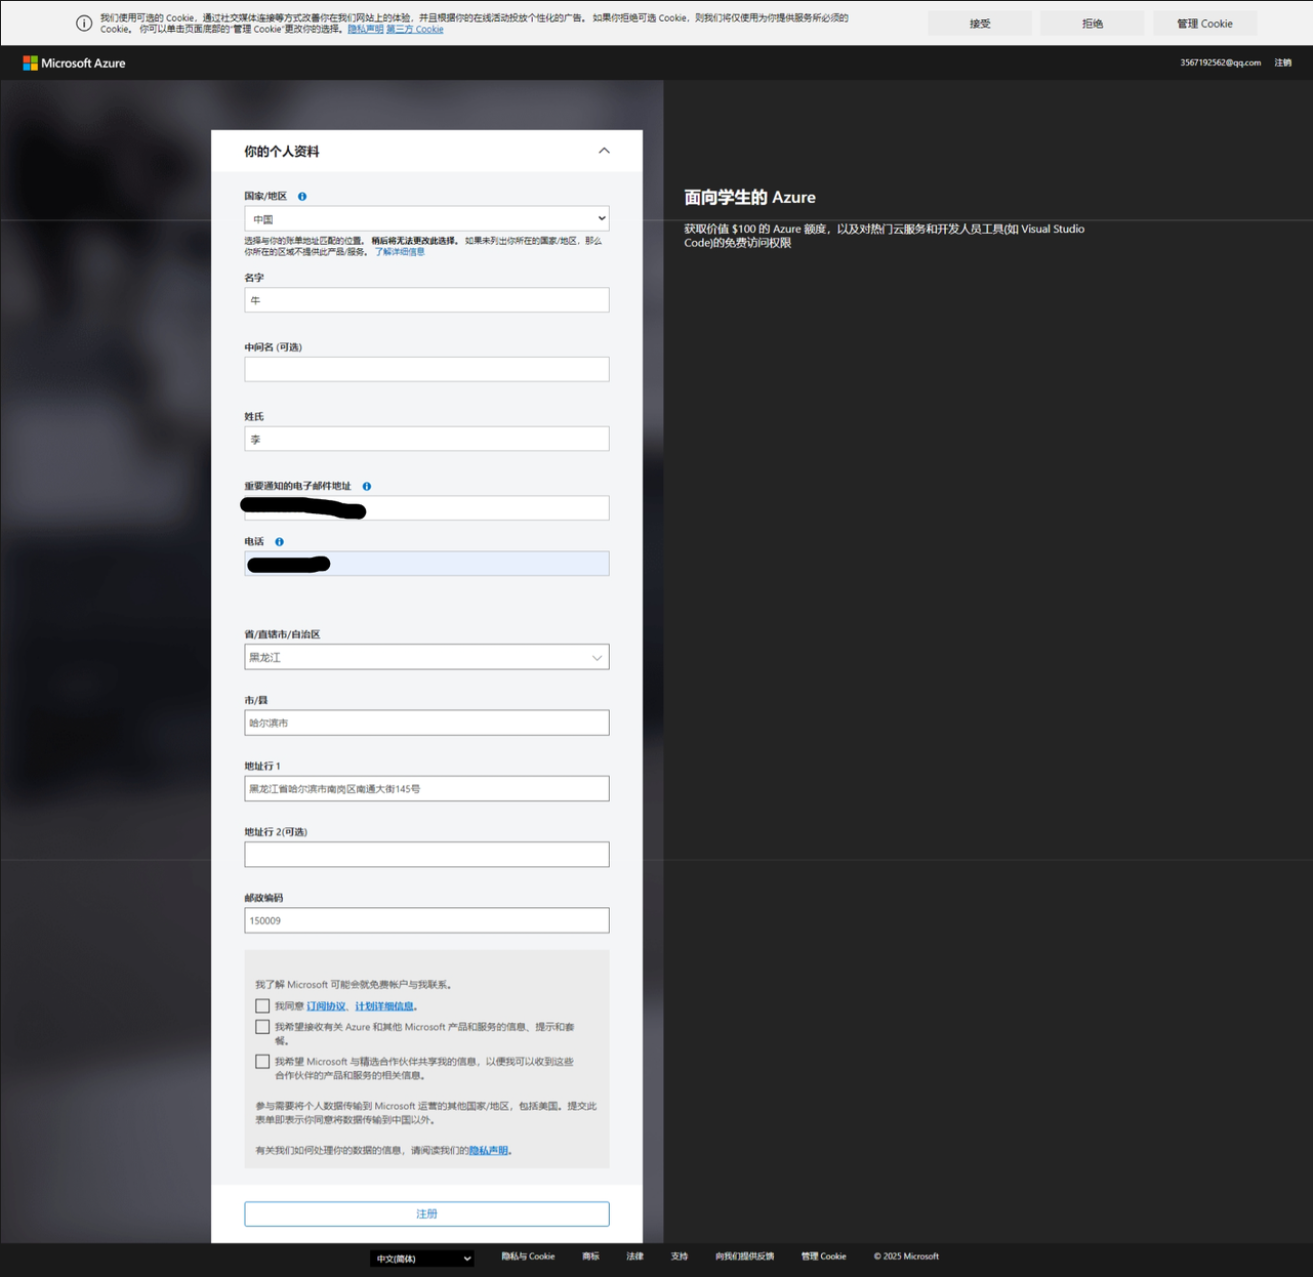 我们使用可选的 Cookie，通过社交媒体连接等方式改善你在我们网站上的体验，并且根据你的在线活动投放个性化的广告。 如果你拒绝可选 Cookie，则我们将仅使用为你提供服务所必须的
Cookie。 你可以单击页面底部的“管理 Cookie”更改你的选择。隐私声明 第三方 Cookie
接受
拒绝
管理 Cookie
Microsoft Azure
3567192562@qq.com
注销
你的个人资料
国家/地区
中国
选择与你的账单地址匹配的位置。 稍后将无法更改此选择。 如果未列出你所在的国家/地区，那么
你所在的区域不提供此产品/服务。 了解详细信息
名字
牛
中间名 (可选)
姓氏
李
重要通知的电子邮件地址
电话
省/直辖市/自治区
黑龙江
市/县
哈尔滨市
地址行 1
黑龙江省哈尔滨市南岗区南通大街145号
地址行 2(可选)
邮政编码
150009
我了解 Microsoft 可能会就免费帐户与我联系。
我同意 订阅协议、计划详细信息。
我希望接收有关 Azure 和其他 Microsoft 产品和服务的信息、提示和套
餐。
我希望 Microsoft 与精选合作伙伴共享我的信息，以便我可以收到这些
合作伙伴的产品和服务的相关信息。
参与需要将个人数据传输到 Microsoft 运营的其他国家/地区，包括美国。提交此
表单即表示你同意将数据传输到中国以外。
有关我们如何处理你的数据的信息，请阅读我们的隐私声明。
注册
面向学生的 Azure
获取价值 $100 的 Azure 额度，以及对热门云服务和开发人员工具(如 Visual Studio
Code)的免费访问权限
中文(简体)
隐私与 Cookie
商标
法律
支持
向我们提供反馈
管理 Cookie
© 2025 Microsoft